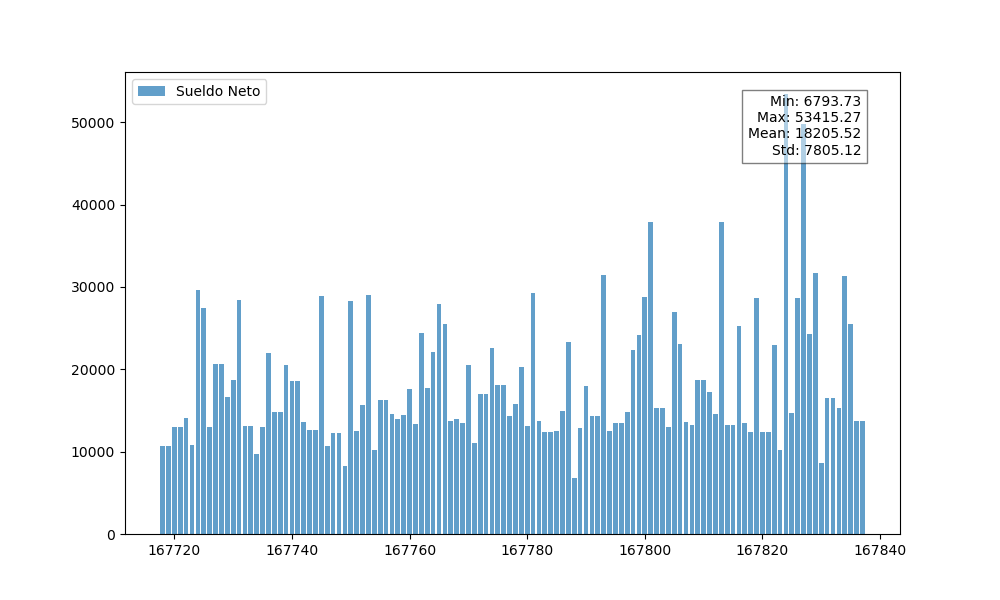 Sueldo Neto
Min: 6793.73
Max: 53415.27
Mean: 18205.52
Std: 7805.12
50000
40000
30000
20000
10000
0
167720 167740 167760 167780 167800 167820 167840